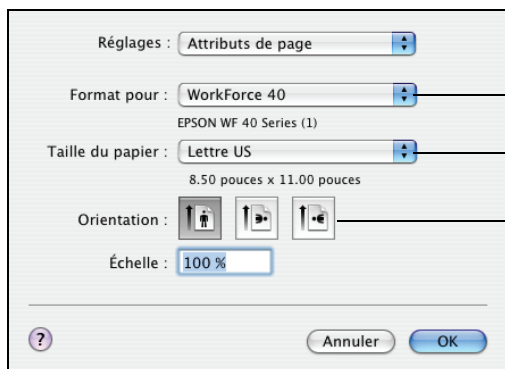 Réglages : Attributs de page
Format pour : WorkForce 40
EPSON WF 40 Series (1)
Taille du papier : Lettre US
8.50 pouces x 11.00 pouces
Orientation :
Échelle : 100 %
? Annuler OK